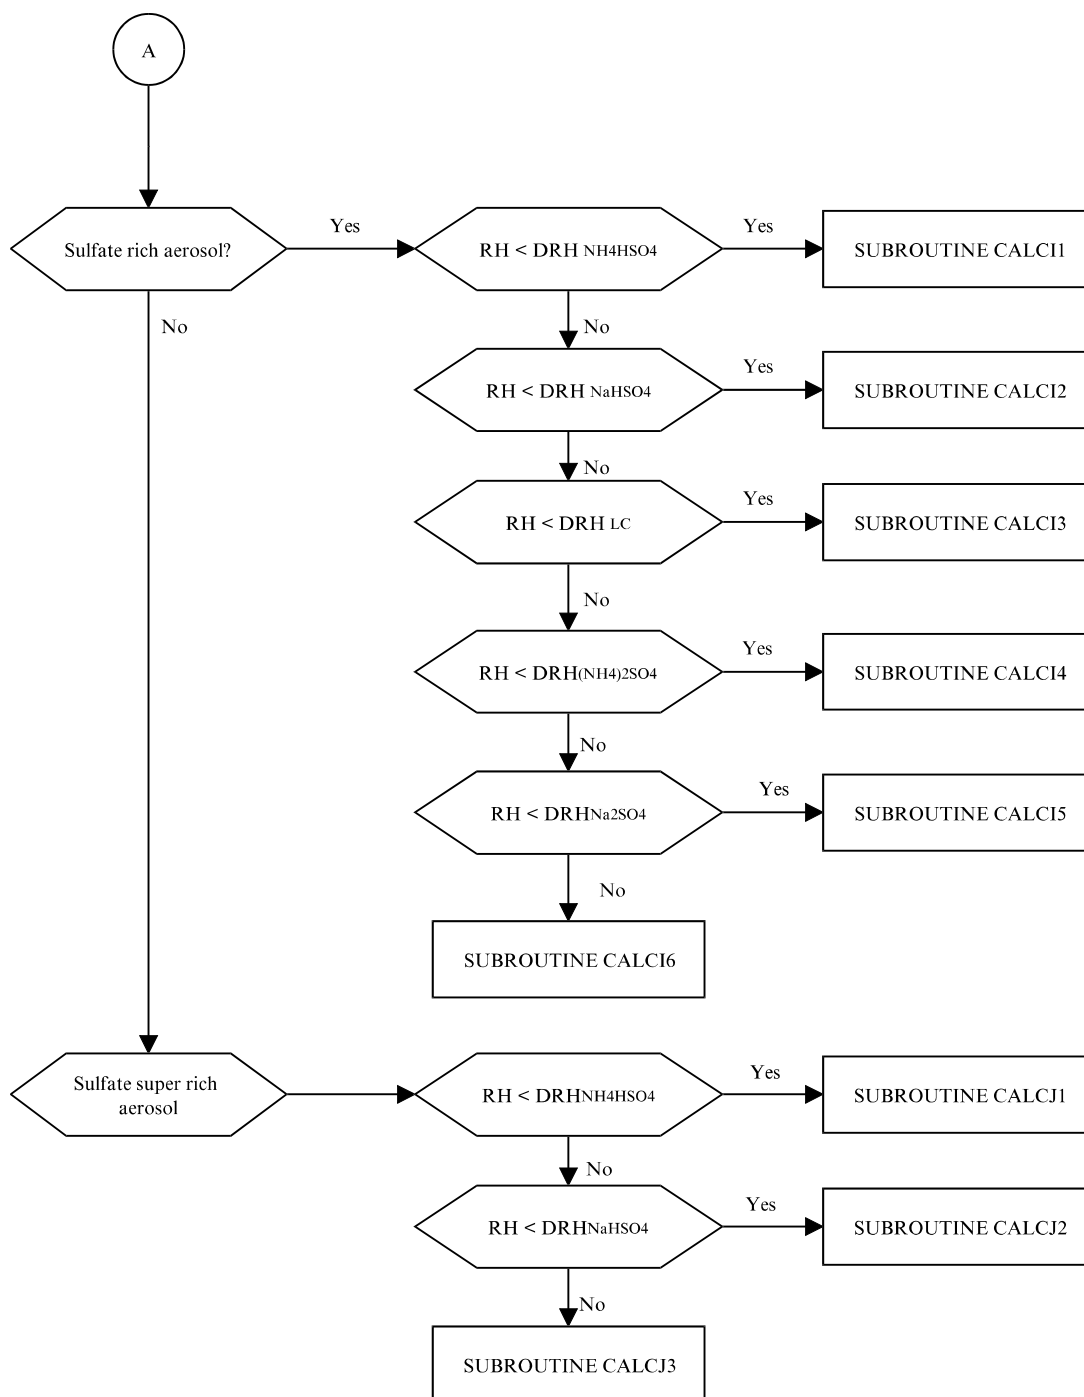 A
Sulfate rich aerosol?
Yes
RH < DRH NH4HSO4
Yes
SUBROUTINE CALCI1
No
No
RH < DRH NaHSO4
Yes
SUBROUTINE CALCI2
No
RH < DRH LC
Yes
SUBROUTINE CALCI3
No
RH < DRH(NH4)2SO4
Yes
SUBROUTINE CALCI4
No
RH < DRHNa2SO4
Yes
SUBROUTINE CALCI5
No
SUBROUTINE CALCI6
Sulfate super rich
aerosol
RH < DRHNH4HSO4
Yes
SUBROUTINE CALCJ1
No
RH < DRHNaHSO4
Yes
SUBROUTINE CALCJ2
No
SUBROUTINE CALCJ3